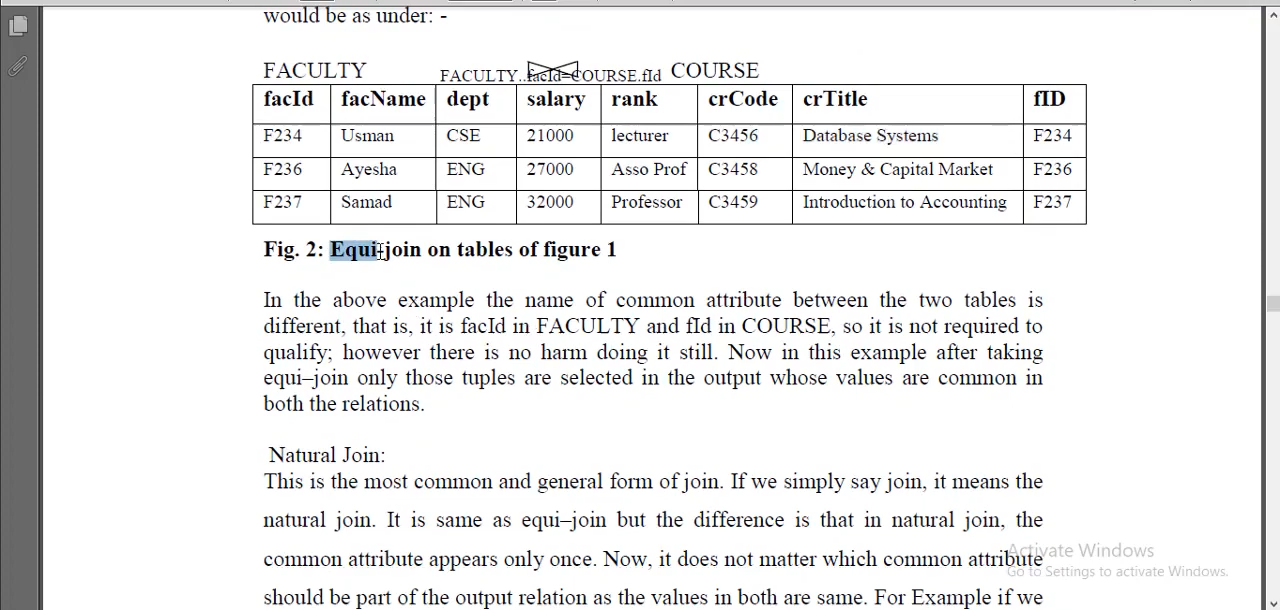 would be as under: -
FACULTY FACULTY..facId=COURSE.fId COURSE
facId facName dept salary rank crCode crTitle fID
F234 Usman CSE 21000 lecturer C3456 Database Systems F234
F236 Ayesha ENG 27000 Asso Prof C3458 Money & Capital Market F236
F237 Samad ENG 32000 Professor C3459 Introduction to Accounting F237
Fig. 2: Equi-join on tables of figure 1
In the above example the name of common attribute between the two tables is
different, that is, it is facId in FACULTY and fId in COURSE, so it is not required to
qualify; however there is no harm doing it still. Now in this example after taking
equi–join only those tuples are selected in the output whose values are common in
both the relations.
Natural Join:
This is the most common and general form of join. If we simply say join, it means the
natural join. It is same as equi–join but the difference is that in natural join, the
common attribute appears only once. Now, it does not matter which common attribute
should be part of the output relation as the values in both are same. For Example if we
Activate Windows
Go to Settings to activate Windows.